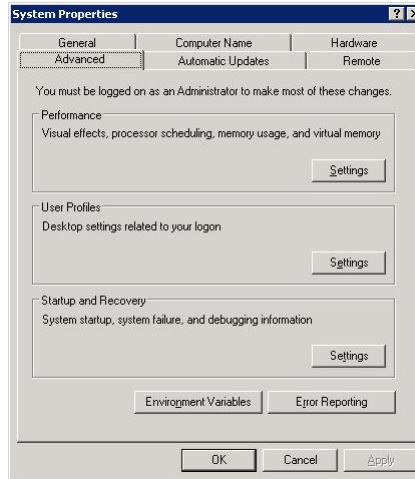 System Properties
General Computer Name Hardware
Advanced Automatic Updates Remote
You must be logged on as an Administrator to make most of these changes.
Performance
Visual effects, processor scheduling, memory usage, and virtual memory
Settings
User Profiles
Desktop settings related to your logon
Settings
Startup and Recovery
System startup, system failure, and debugging information
Settings
Environment Variables Error Reporting
OK Cancel Apply